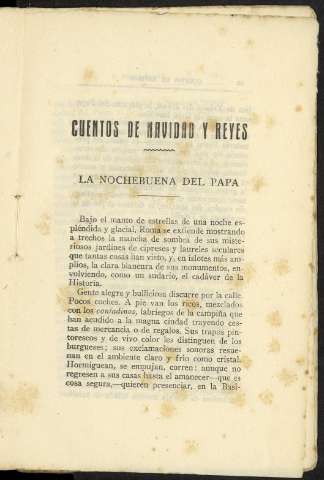 CUENTOS DE NAVIDAD Y REYES
LA NOCHEBUENA DEL PAPA
Bajo el manto de estrellas de una noche es-
pléndida y glacial, Roma se extiende mostrando
á trechos la mancha de sombra de sus miste-
riosos jardines de cipreses y laureles seculares
que tantas cosas han visto, y, en islotes más am-
plios, la clara blancura de sus monumentos, en-
volviendo, como un sudario, el cadáver de la
Historia.
Gente alegre y bulliciosa discurre por la calle.
Pocos coches. A pie van los ricos, mezclados
con los contadinos, labriegos de la campiña que
han acudido á la magna ciudad trayendo ces-
tas de mercancía o de regalos. Sus trapos pin-
torescos y de vivo color les distinguen de los
burgueses; sus exclamaciones sonoras resue-
nan en el ambiente claro y frío como cristal.
Hormiguean, se empujan, corren: aunque no
regresen á sus casas hasta el amanecer—que es
cosa segura,—quieren presenciar, en la Basí-